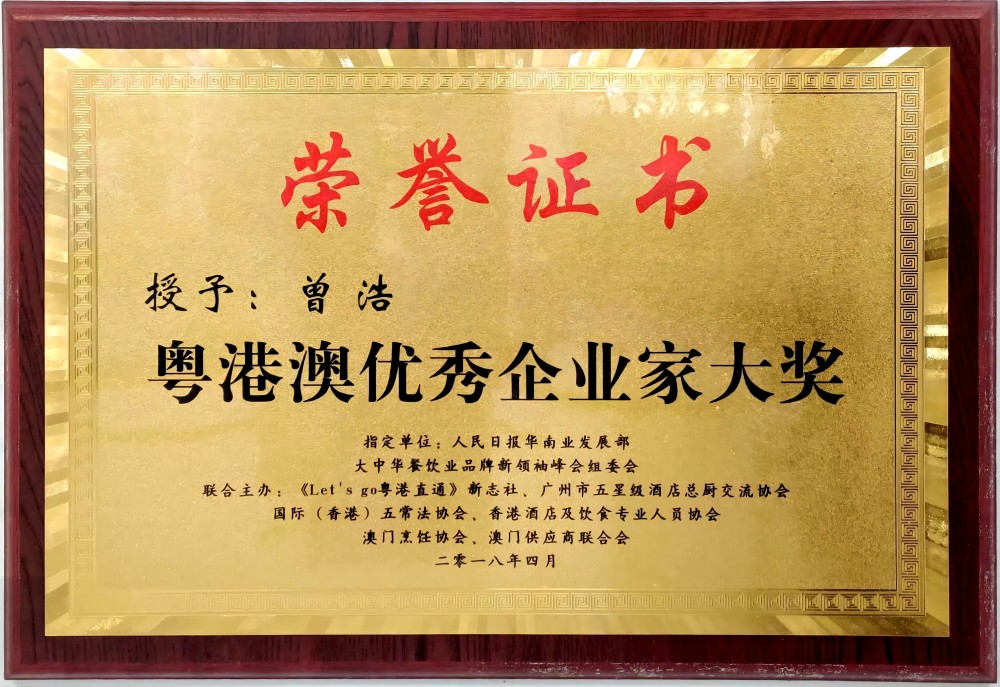 荣誉证书
授予：曾浩
粤港澳优秀企业家大奖
指定单位：人民日报华南业发展部
大中华餐饮业品牌新领袖峰会组委会
联合主办：《Let's go粤港直通》新志社、广州市五星级酒店总厨交流协会
国际（香港）五常法协会、香港酒店及饮食专业人员协会
澳门烹饪协会、澳门供应商联合会
二零一八年四月